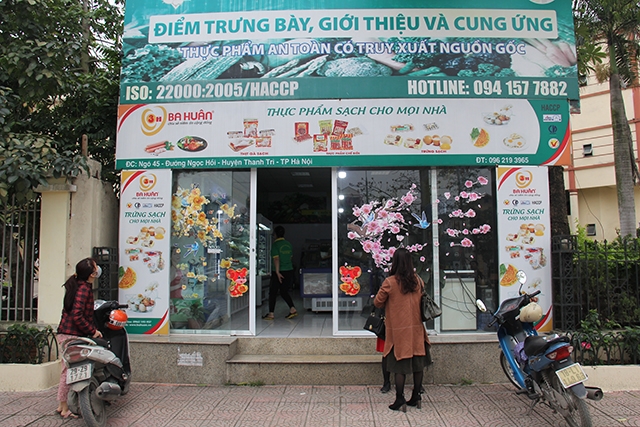 ĐIỂM TRƯNG BÀY, GIỚI THIỆU VÀ CUNG ỨNG
THỰC PHẨM AN TOÀN CÓ TRUY XUẤT NGUỒN GỐC
ISO: 22000:2005/HACCP
HOTLINE: 094 157 7882
BA HUÂN
THỰC PHẨM SẠCH CHO MỌI NHÀ
HACCP
ĐC: Ngõ 45 - Đường Ngọc Hồi - Huyện Thanh Trì - TP Hà Nội
ĐT: 096 219 3965
BA HUÂN
TRỨNG SẠCH
CHO MỌI NHÀ
BA HUÂN
TRỨNG SẠCH
CHO MỌI NHÀ